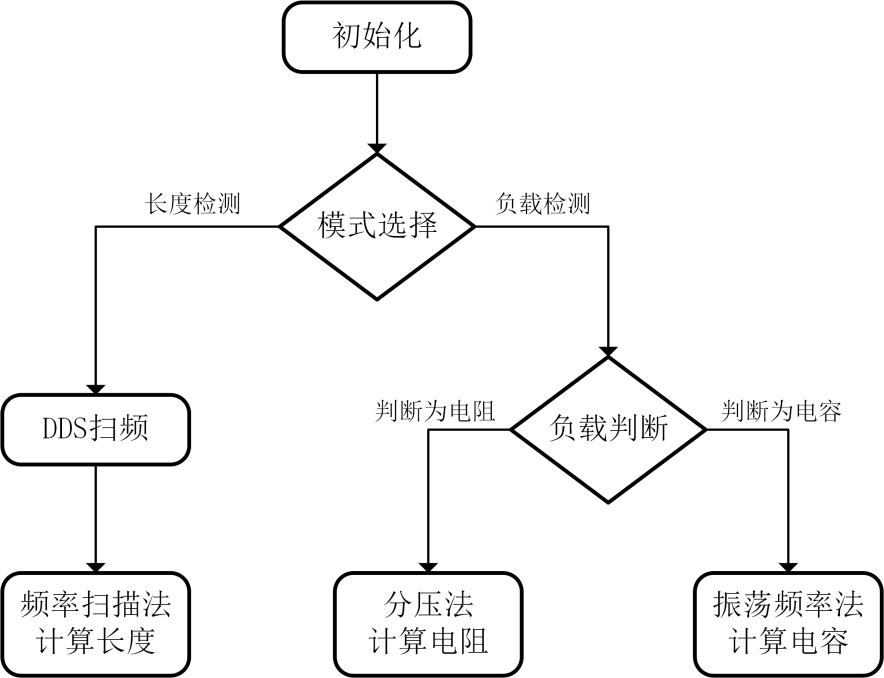 初始化
长度检测
负载检测
模式选择
判断为电阻
判断为电容
DDS扫频
负载判断
频率扫描法
计算长度
分压法
计算电阻
振荡频率法
计算电容